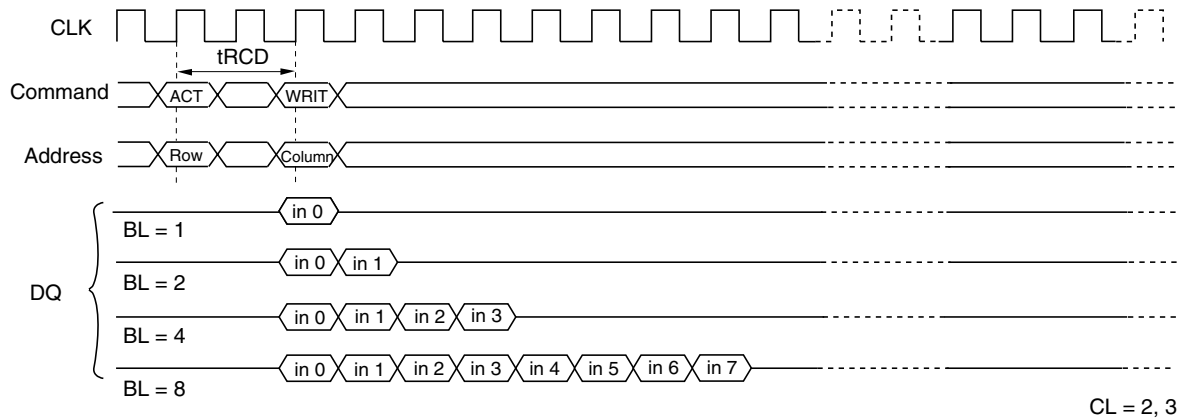 CLK
tRCD
Command
ACT
WRIT
Address
Row
Column
DQ
in 0
BL = 1
in 0 in 1
BL = 2
in 0 in 1 in 2 in 3
BL = 4
in 0 in 1 in 2 in 3 in 4 in 5 in 6 in 7
BL = 8
CL = 2, 3